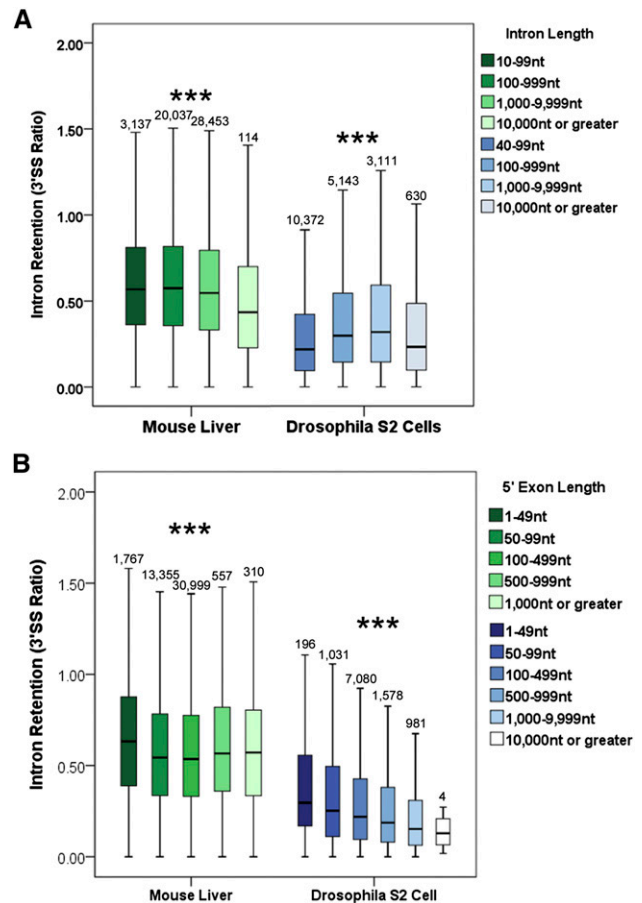 A
Intron Retention (3'SS Ratio)
2.00
1.50
1.00
0.50
0.00
***
3,137
20,037
28,453
114
***
10,372
5,143
3,111
630
Mouse Liver
Drosophila S2 Cells
Intron Length
10-99nt
100-999nt
1,000-9,999nt
10,000nt or greater
40-99nt
100-999nt
1,000-9,999nt
10,000nt or greater
B
Intron Retention (3'SS Ratio)
2.00
1.50
1.00
0.50
0.00
***
1,767
13,355
30,999
557
310
***
196
1,031
7,080
1,578
981
4
Mouse Liver
Drosophila S2 Cell
5' Exon Length
1-49nt
50-99nt
100-499nt
500-999nt
1,000nt or greater
1-49nt
50-99nt
100-499nt
500-999nt
1,000-9,999nt
10,000nt or greater